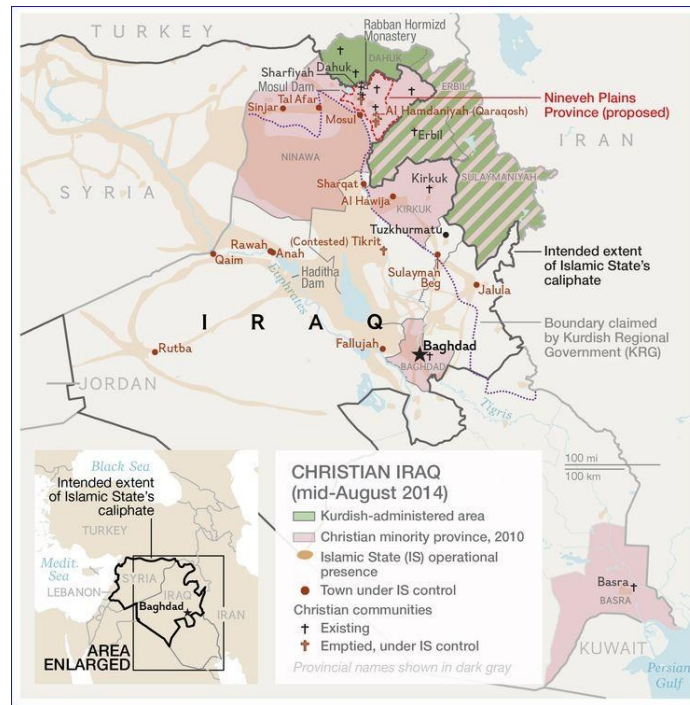 TURKEY
Rabban Hormizd
Monastery
DAHUK
Dahuk
Sharfiyah
Mosul Dam
ERBIL
Sinjar
Tal Afar
Mosul
Al Hamdaniyah (Qaraqosh)
Nineveh Plains
Province (proposed)
Erbil
IRAN
NINAWA
SYRIA
SULAYMANIYAH
Kirkuk
Sharqat
Al Hawija
KIRKUK
Tuzkhurmatu
Rawah
(Contested) Tikrit
Anah
Qaim
Haditha
Dam
Euphrates
Sulayman
Beg
Jalula
Intended extent
of Islamic State's
caliphate
IRAQ
Boundary claimed
by Kurdish Regional
Government (KRG)
Rutba
Fallujah
Baghdad
BAGHDAD
JORDAN
Tigris
100 mi
100 km
Black Sea
Intended extent
of Islamic State's
caliphate
TURKEY
Medit.
Sea
SYRIA
LEBANON
IRAQ
Baghdad
IRAN
AREA
ENLARGED
CHRISTIAN IRAQ
(mid-August 2014)
Kurdish-administered area
Christian minority province, 2010
Islamic State (IS) operational
presence
Town under IS control
Christian communities
Existing
Emptied, under IS control
Provincial names shown in dark gray
Basra
BASRA
KUWAIT
Persian
Gulf